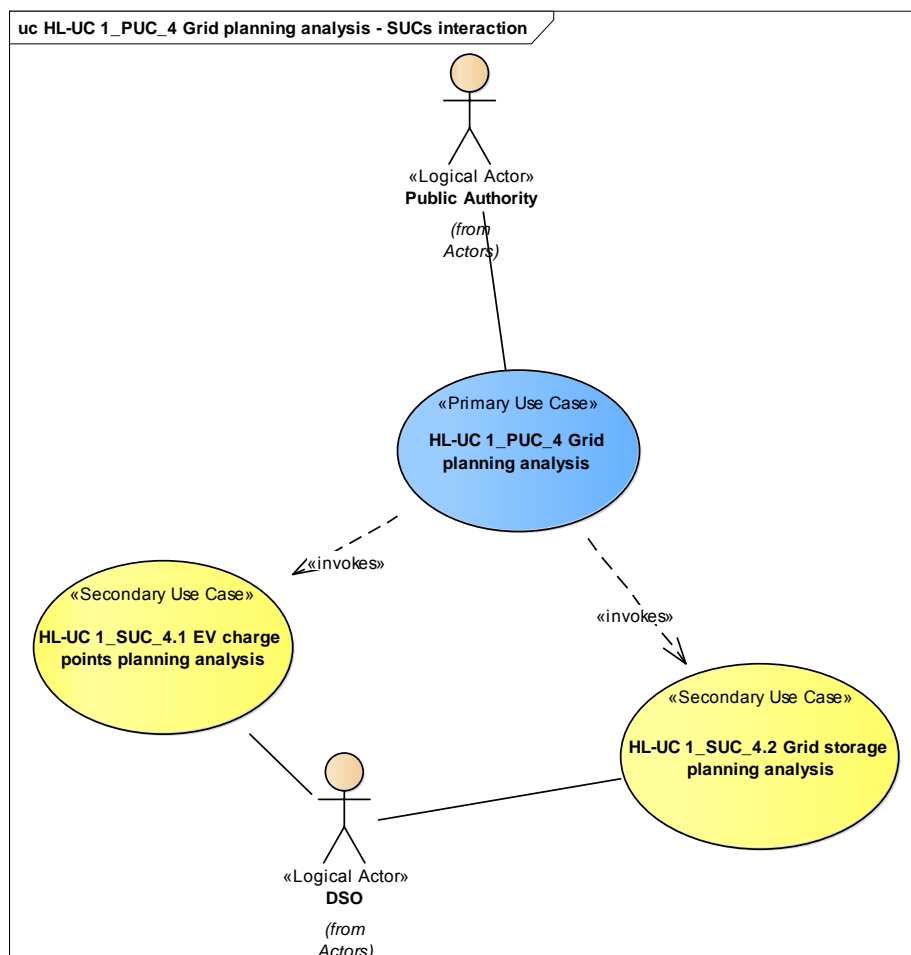 uc HL-UC 1_PUC_4 Grid planning analysis - SUCs interaction
«Logical Actor»
Public Authority
(from
Actors)
«Primary Use Case»
HL-UC 1_PUC_4 Grid
planning analysis
«invokes»
«invokes»
«Secondary Use Case»
HL-UC 1_SUC_4.1 EV charge
points planning analysis
«Secondary Use Case»
HL-UC 1_SUC_4.2 Grid storage
planning analysis
«Logical Actor»
DSO
(from
Actors)